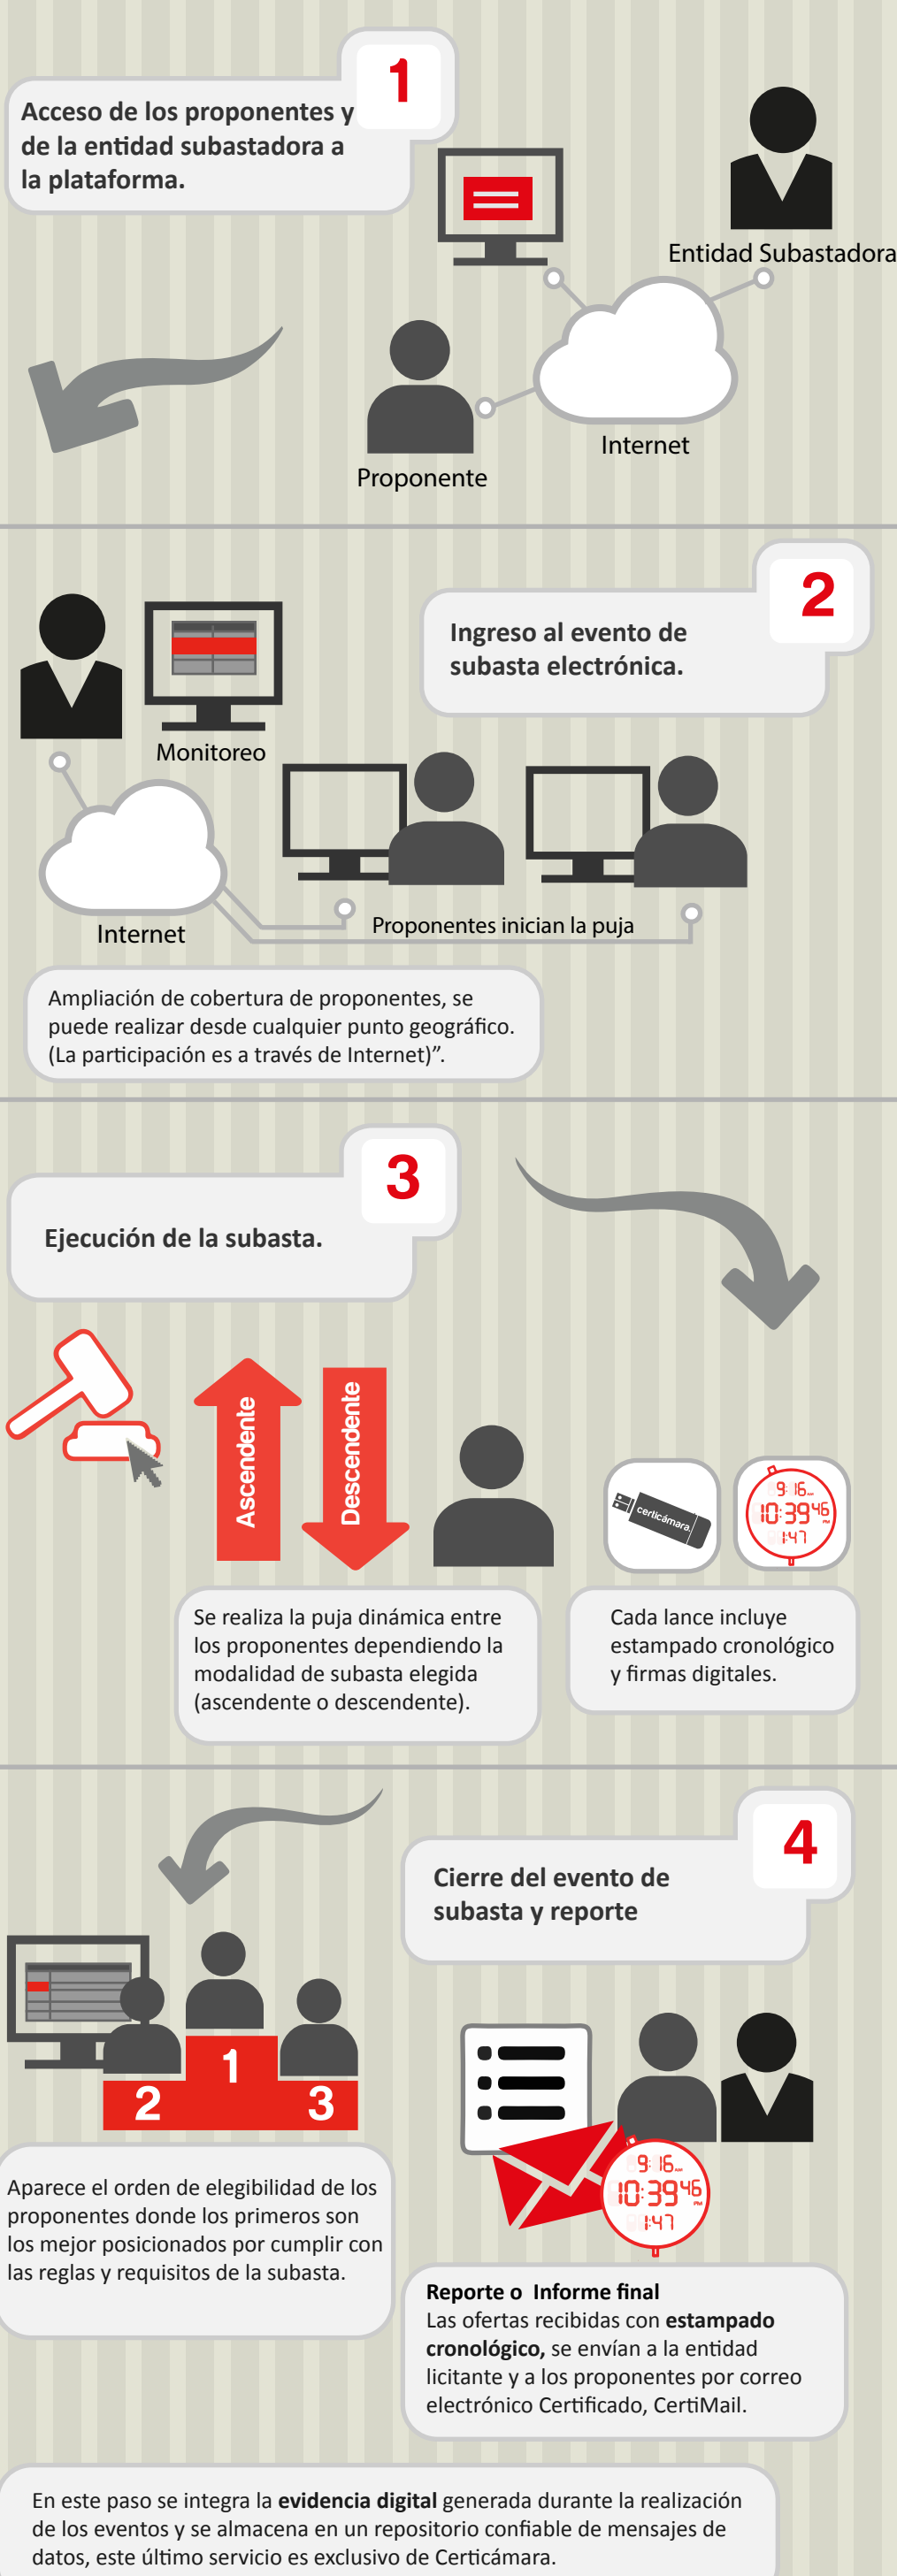 1
Acceso de los proponentes y
de la entidad subastadora a
la plataforma.
Entidad Subastadora
Internet
Proponente
2
Ingreso al evento de
subasta electrónica.
Monitoreo
Internet
Proponentes inician la puja
Ampliación de cobertura de proponentes, se
puede realizar desde cualquier punto geográfico.
(La participación es a través de Internet)”.
3
Ejecución de la subasta.
Ascendente
Descendente
certicámara.
9:16
10:39 46
1:47
Se realiza la puja dinámica entre
los proponentes dependiendo la
modalidad de subasta elegida
(ascendente o descendente).
Cada lance incluye
estampado cronológico
y firmas digitales.
4
Cierre del evento de
subasta y reporte
1
2
3
9:16
10:39 46
1:47
Aparece el orden de elegibilidad de los
proponentes donde los primeros son
los mejor posicionados por cumplir con
las reglas y requisitos de la subasta.
Reporte o Informe final
Las ofertas recibidas con estampado
cronológico, se envían a la entidad
licitante y a los proponentes por correo
electrónico Certificado, CertiMail.
En este paso se integra la evidencia digital generada durante la realización
de los eventos y se almacena en un repositorio confiable de mensajes de
datos, este último servicio es exclusivo de Certicámara.